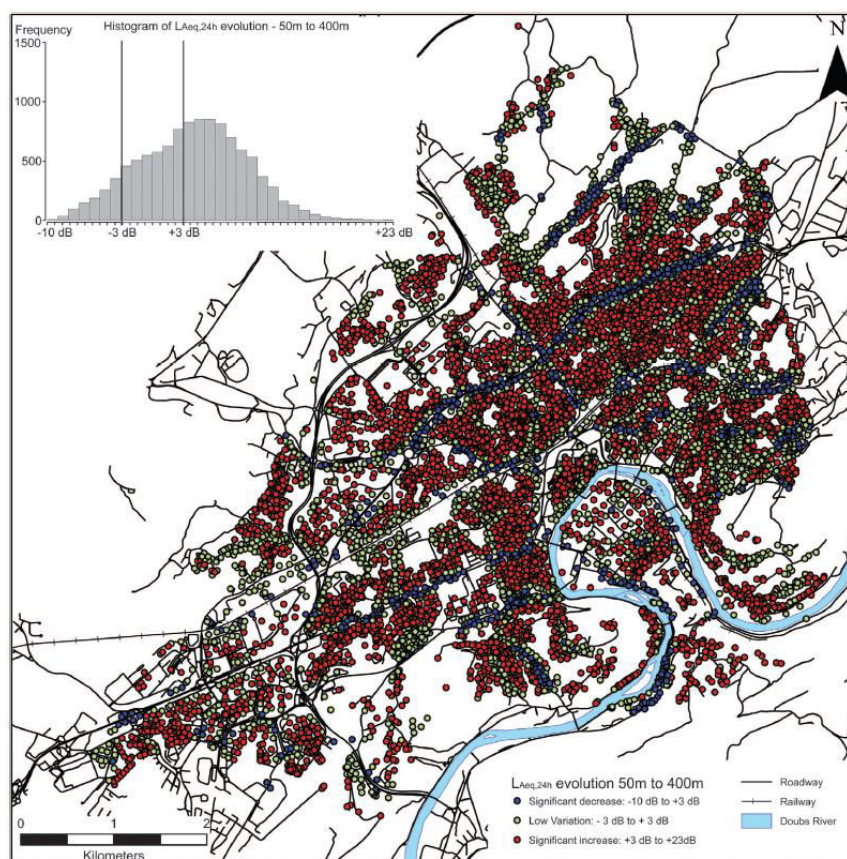 Frequency
Histogram of LAeq,24h evolution - 50m to 400m
N
1500
1000
500
0
-10 dB
-3 dB
+3 dB
+23 dB
LAeq,24h evolution 50m to 400m
Significant decrease: -10 dB to +3 dB
Low Variation: - 3 dB to + 3 dB
Significant increase: +3 dB to +23dB
Roadway
Railway
Doubs River
0
1
2
Kilometers